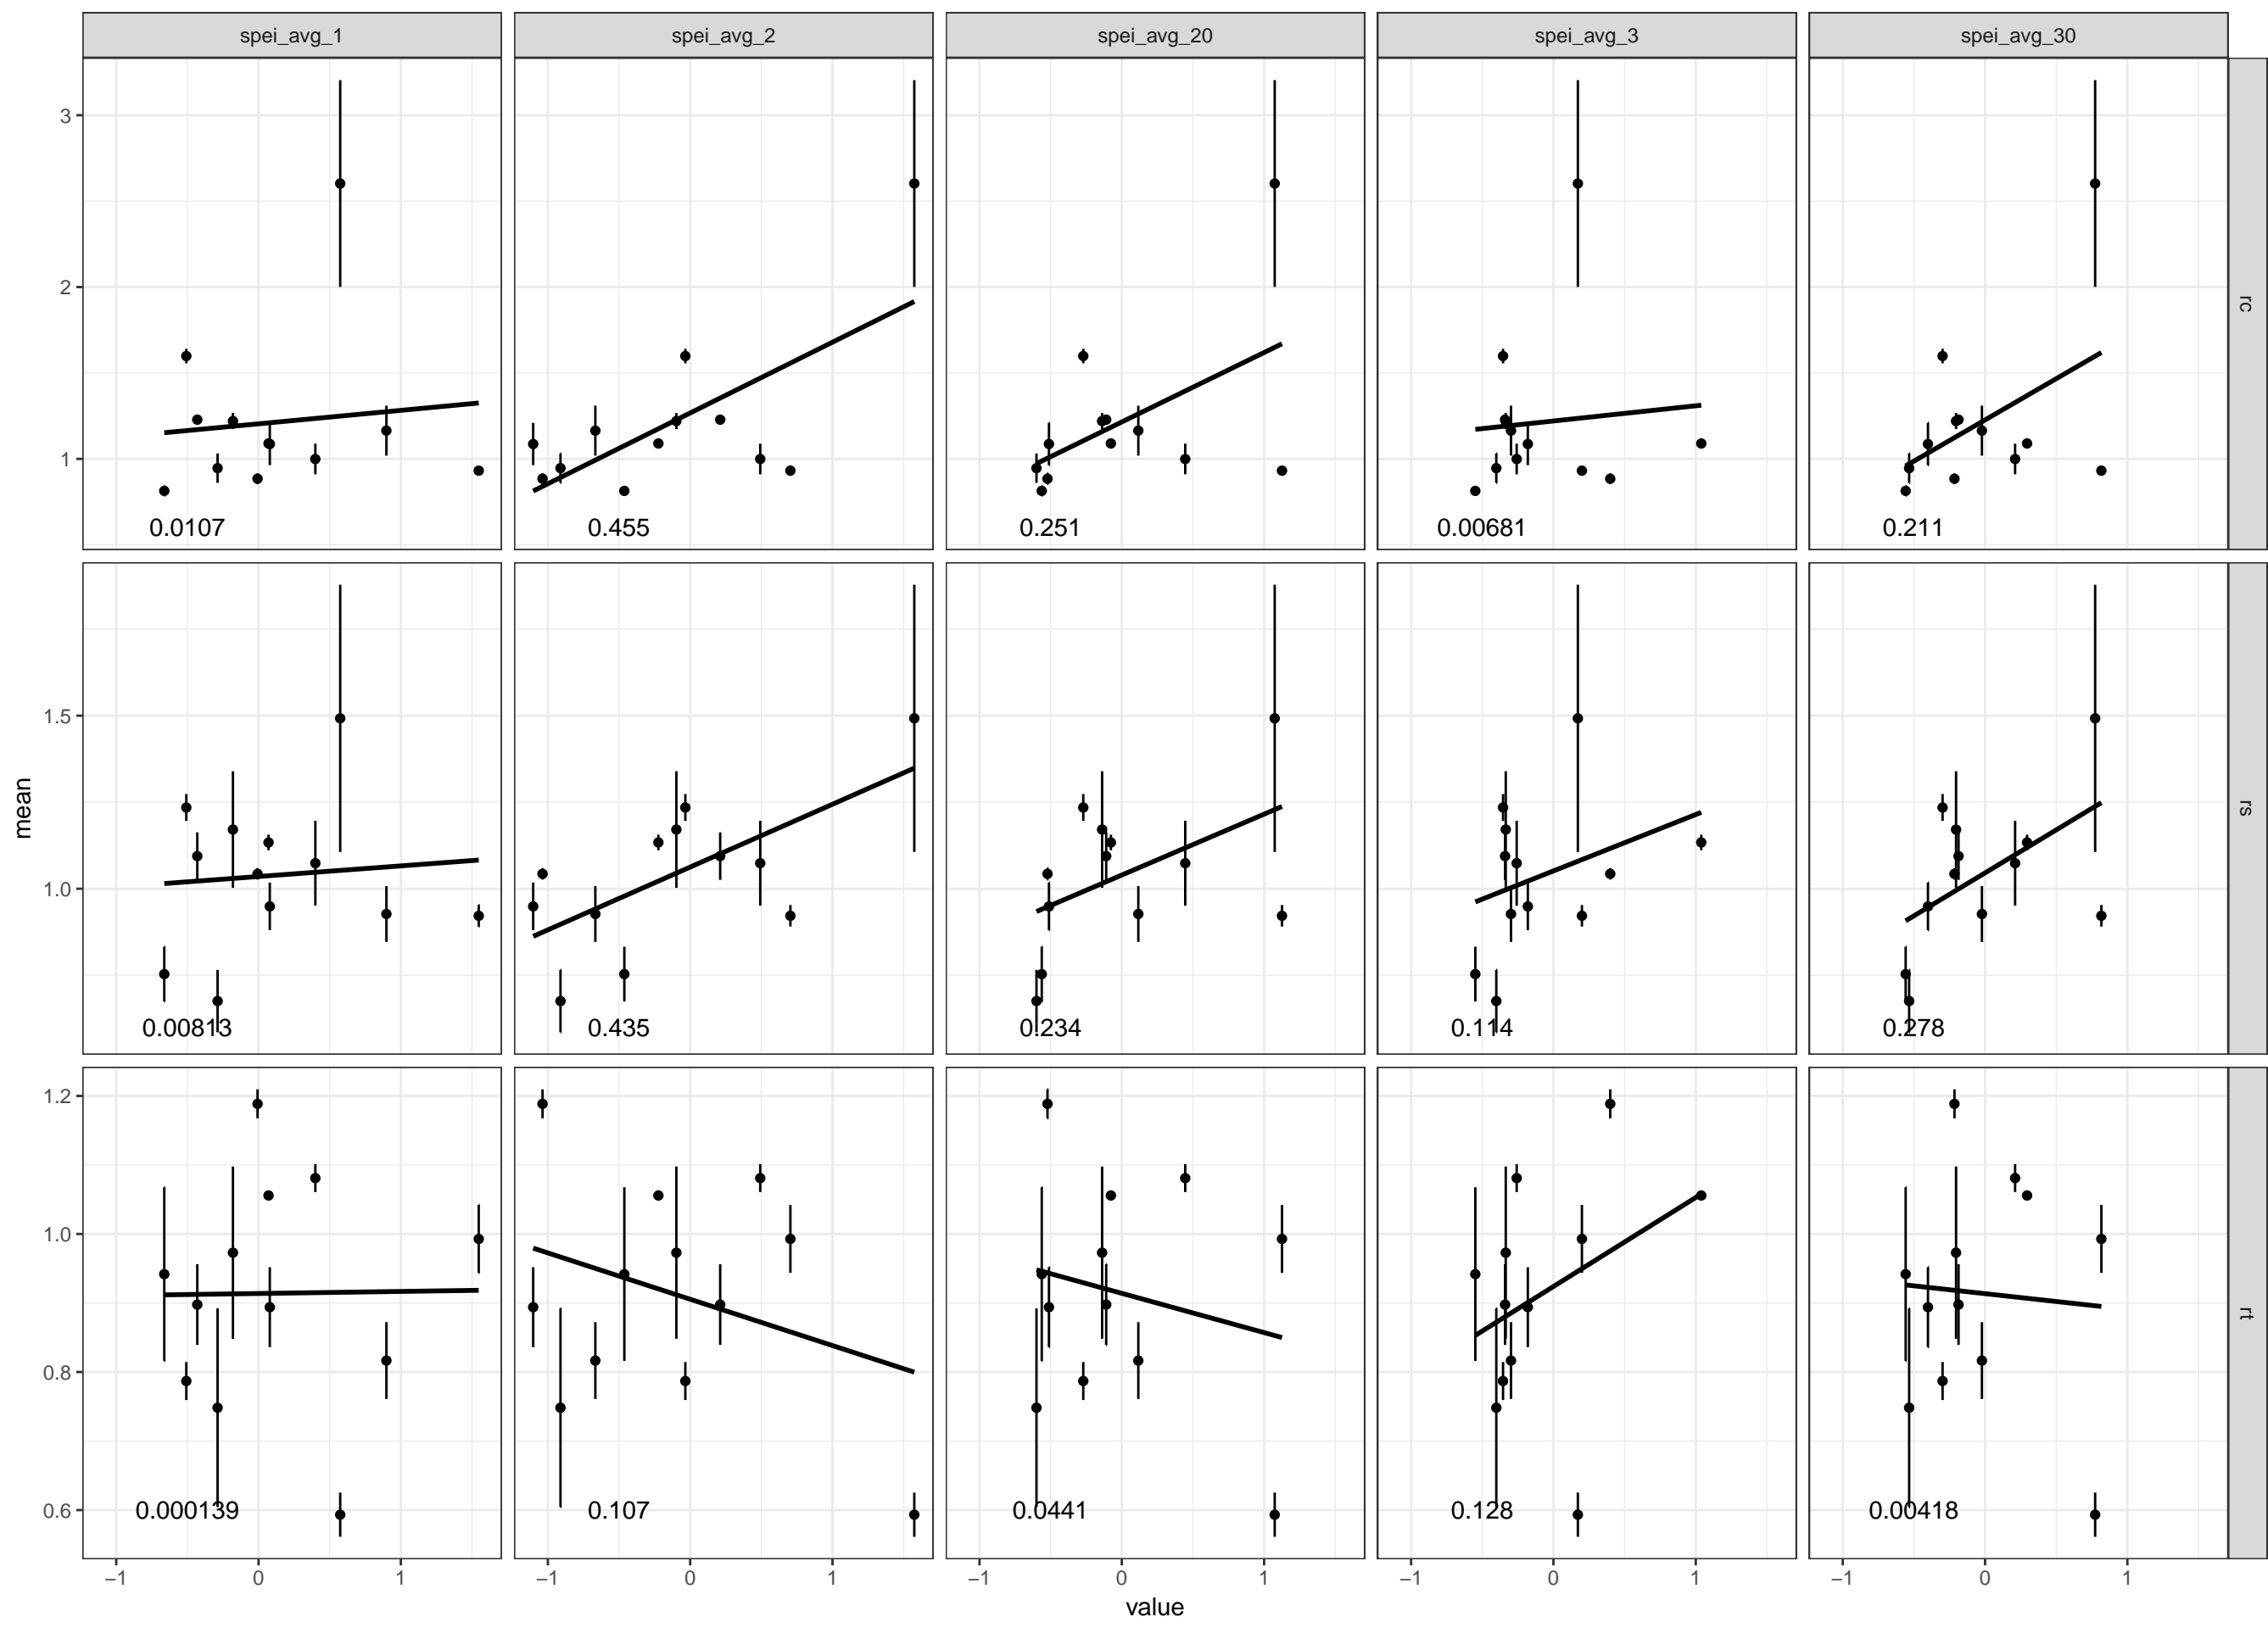 spei_avg_1 spei_avg_2 spei_avg_20 spei_avg_3 spei_avg_30
3
2
1
0.0107 0.455 0.251 0.00681 0.211
rc
mean
1.5
1.0
0.00813 0.435 0.234 0.114 0.278
rs
1.2
1.0
0.8
0.6
0.000139 0.107 0.0441 0.128 0.00418
rt
−1 0 1 −1 0 1 −1 0 1 −1 0 1 −1 0 1
value